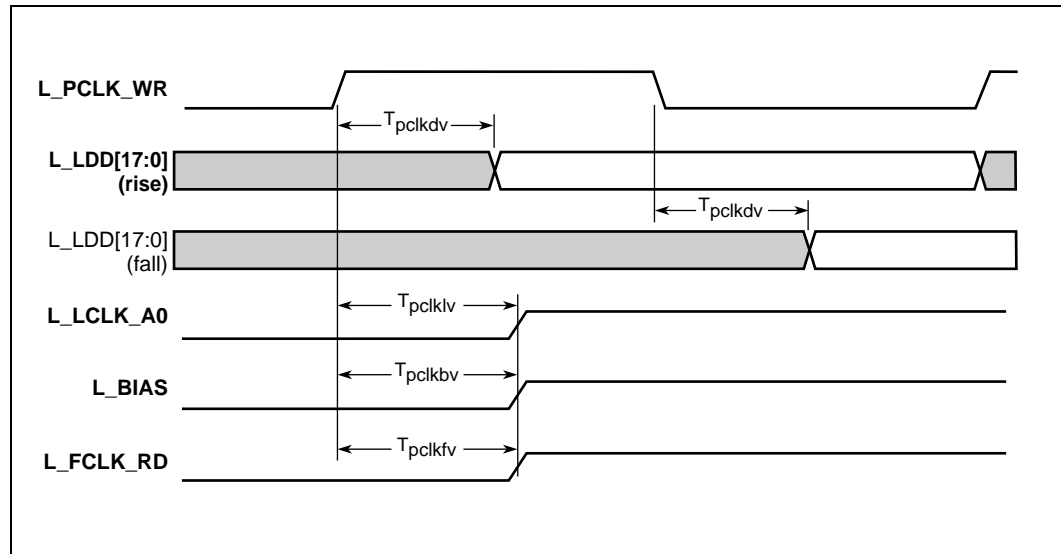 L_PCLK_WR
Tpclkdv
L_LDD[17:0]
(rise)
Tpclkdv
L_LDD[17:0]
(fall)
Tpclklv
L_LCLK_A0
Tpclkbv
L_BIAS
Tpclkfv
L_FCLK_RD